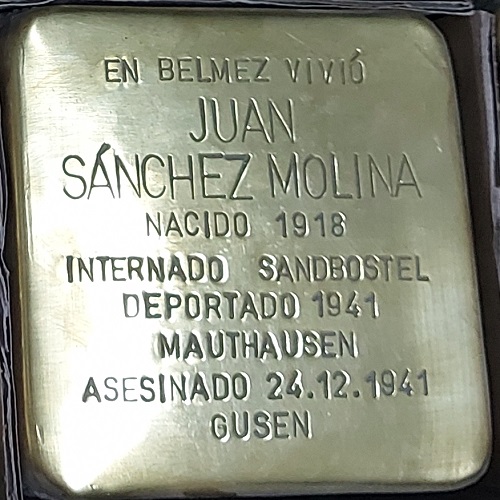 EN BELMEZ VIVIÓ
JUAN
SÁNCHEZ MOLINA
NACIDO 1918
INTERNADO SANDBOSTEL
DEPORTADO 1941
MAUTHAUSEN
ASESINADO 24.12.1941
GUSEN